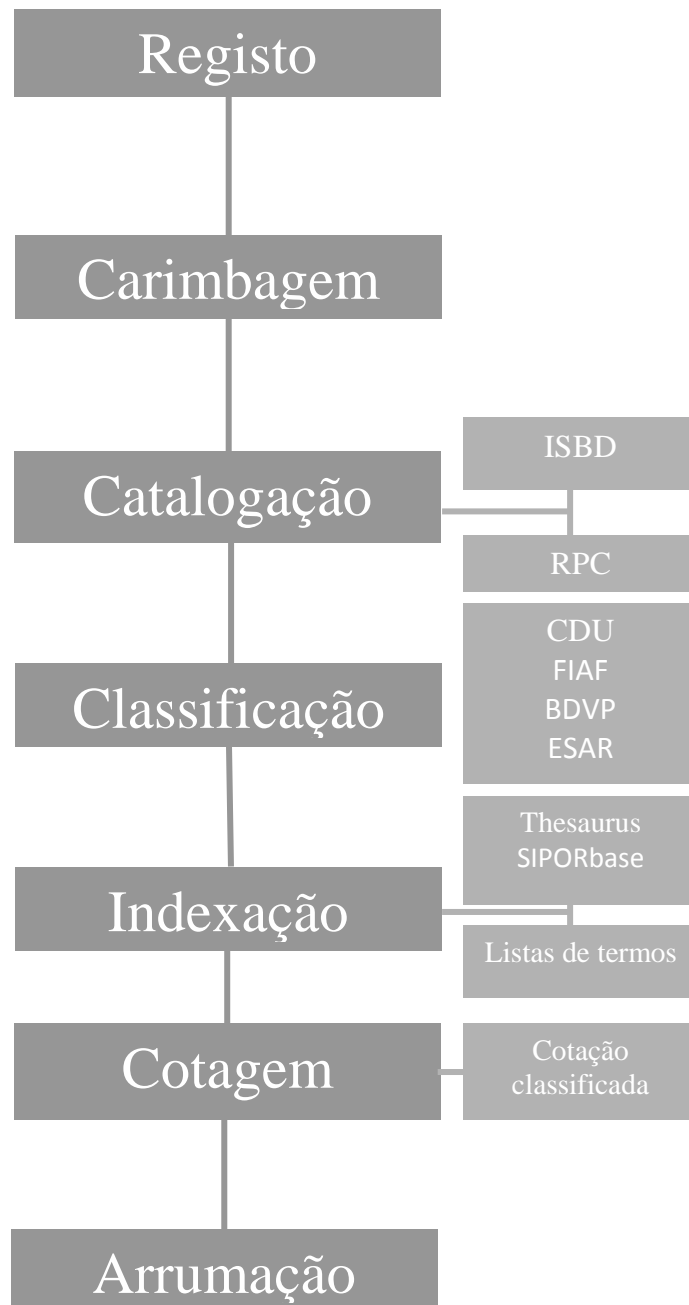 Registo
Carimbagem
Catalogação
ISBD
RPC
Classificação
CDU
FIAF
BDVP
ESAR
Indexação
Thesaurus
SIPORbase
Listas de termos
Cotagem
Cotação
classificada
Arrumação